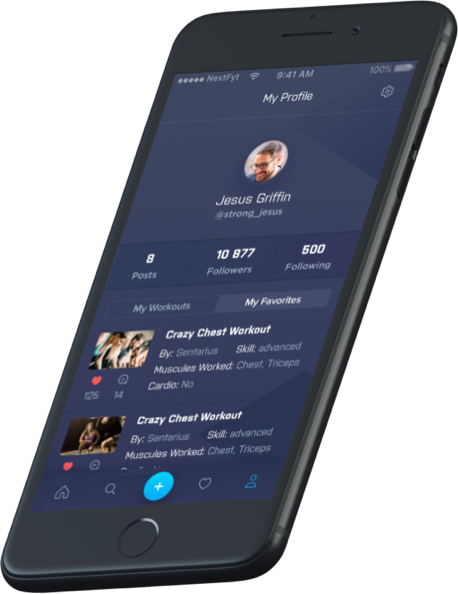 NextFyt 9:41 AM 100%
My Profile
Jesus Griffin
@strong_jesus
8 10 877 500
Posts Followers Following
My Workouts My Favorites
Crazy Chest Workout
By: Sentarius Skill: advanced
Muscules Worked: Chest, Triceps
Cardio: No
125 14
Crazy Chest Workout
By: Sentarius Skill: advanced
Muscules Worked: Chest, Triceps